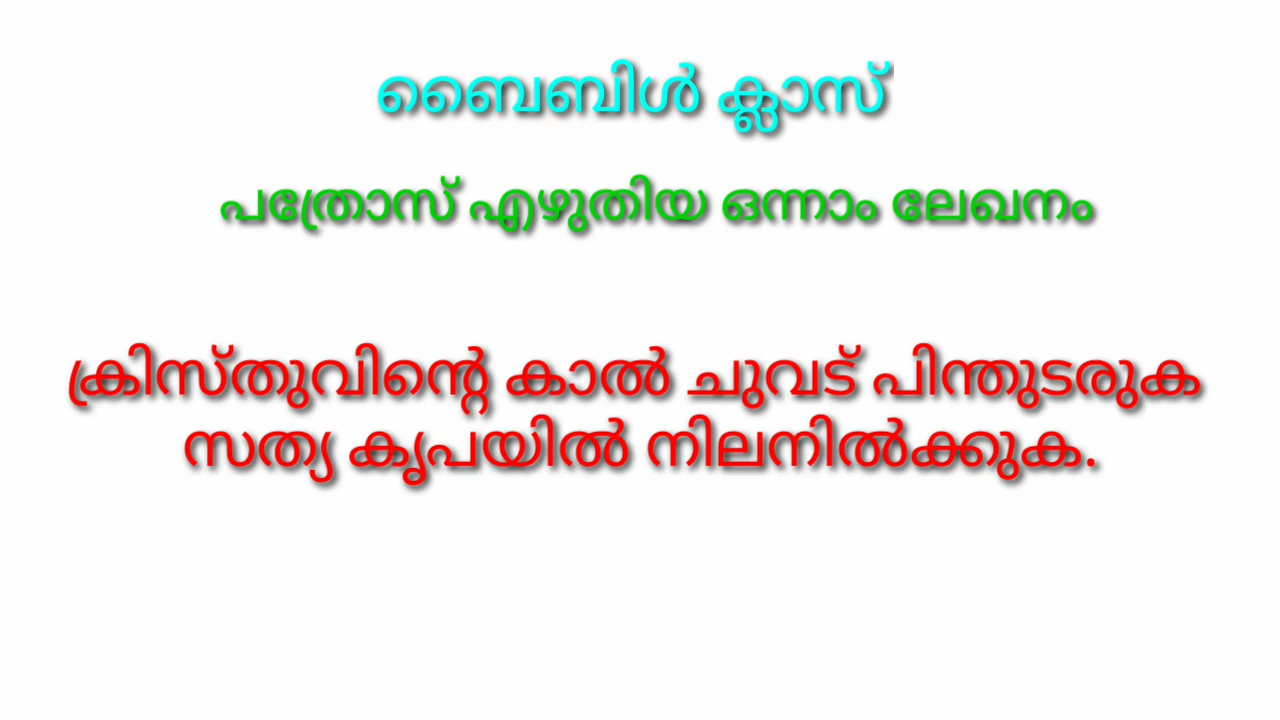 ബൈബിൾ ക്ലാസ്
പത്രോസ് എഴുതിയ ഒന്നാം ലേഖനം
ക്രിസ്തുവിന്റെ കാൽ ചുവട് പിന്തുടരുക
സത്യ കൃപയിൽ നിലനിൽക്കുക.